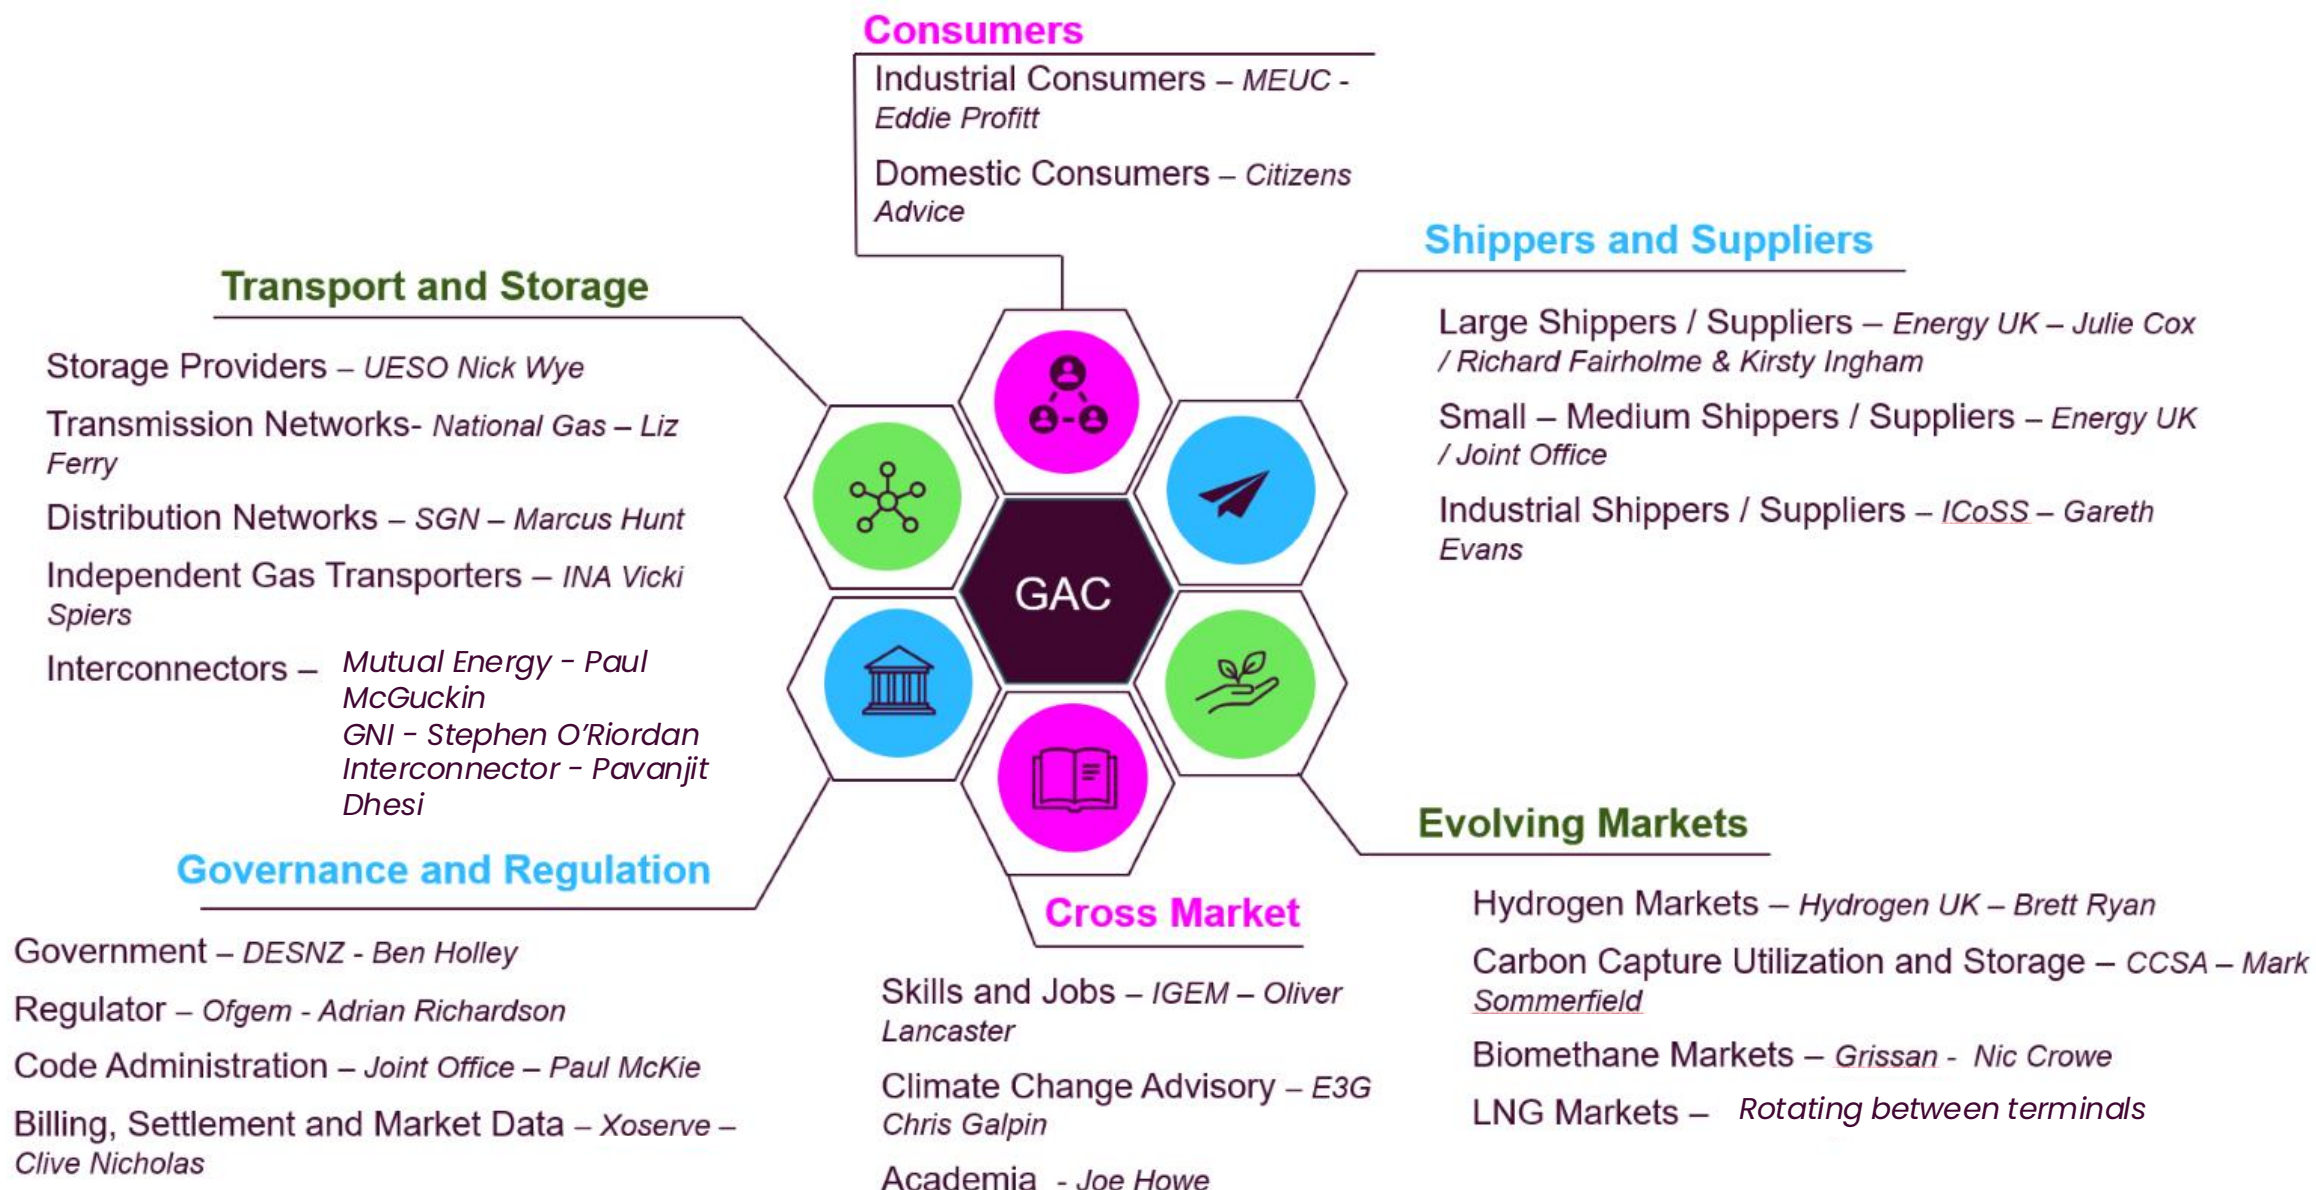 Consumers
Industrial Consumers – MEUC -
Eddie Profitt
Domestic Consumers – Citizens
Advice
Shippers and Suppliers
Large Shippers / Suppliers – Energy UK – Julie Cox
/ Richard Fairholme & Kirsty Ingham
Small – Medium Shippers / Suppliers – Energy UK
/ Joint Office
Industrial Shippers / Suppliers – ICoSS – Gareth
Evans
Transport and Storage
Storage Providers – UESO Nick Wye
Transmission Networks- National Gas – Liz
Ferry
Distribution Networks – SGN – Marcus Hunt
Independent Gas Transporters – INA Vicki
Spiers
Interconnectors – Mutual Energy - Paul
McGuckin
GNI - Stephen O’Riordan
Interconnector - Pavanjit
Dhesi
GAC
Governance and Regulation
Government – DESNZ - Ben Holley
Regulator – Ofgem - Adrian Richardson
Code Administration – Joint Office – Paul McKie
Billing, Settlement and Market Data – Xoserve –
Clive Nicholas
Cross Market
Skills and Jobs – IGEM – Oliver
Lancaster
Climate Change Advisory – E3G
Chris Galpin
Academia - Joe Howe
Evolving Markets
Hydrogen Markets – Hydrogen UK – Brett Ryan
Carbon Capture Utilization and Storage – CCSA – Mark
Sommerfield
Biomethane Markets – Grissan - Nic Crowe
LNG Markets – Rotating between terminals